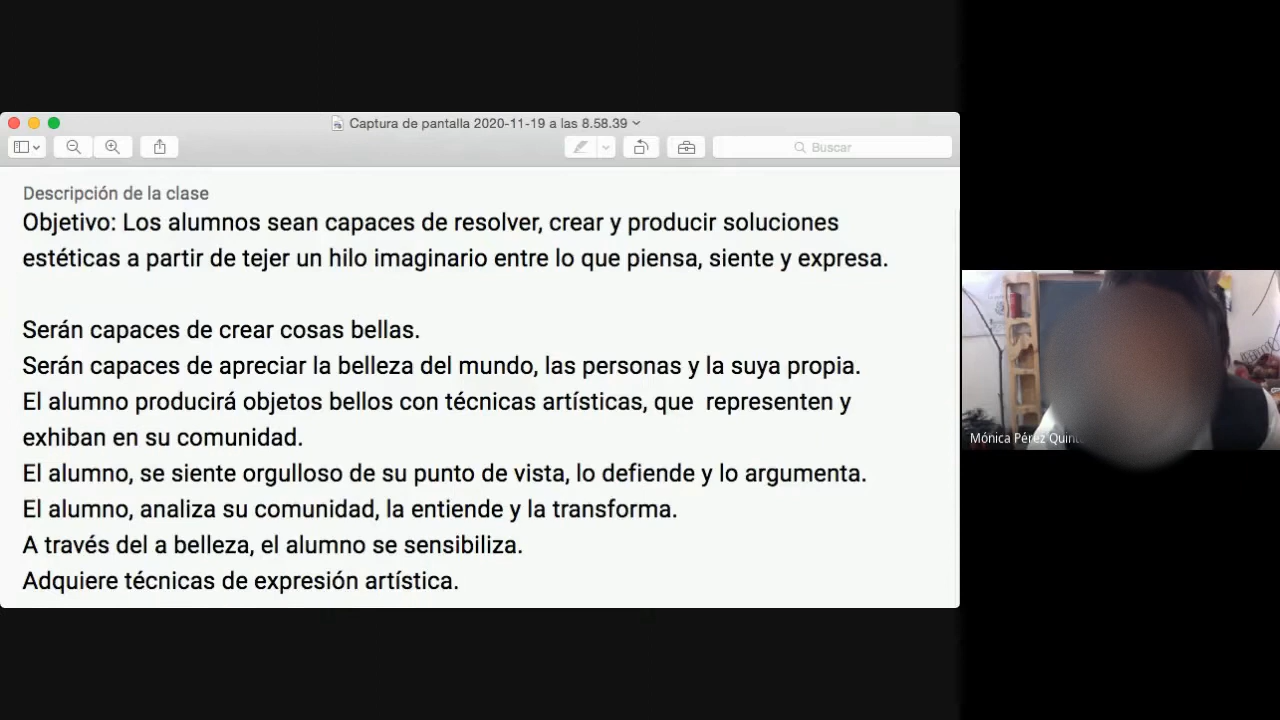 Captura de pantalla 2020-11-19 a las 8.58.39
Buscar
Descripción de la clase
Objetivo: Los alumnos sean capaces de resolver, crear y producir soluciones
estéticas a partir de tejer un hilo imaginario entre lo que piensa, siente y expresa.
Serán capaces de crear cosas bellas.
Serán capaces de apreciar la belleza del mundo, las personas y la suya propia.
El alumno producirá objetos bellos con técnicas artísticas, que  representen y
exhiban en su comunidad.
El alumno, se siente orgulloso de su punto de vista, lo defiende y lo argumenta.
El alumno, analiza su comunidad, la entiende y la transforma.
A través del a belleza, el alumno se sensibiliza.
Adquiere técnicas de expresión artística.
Mónica Pérez